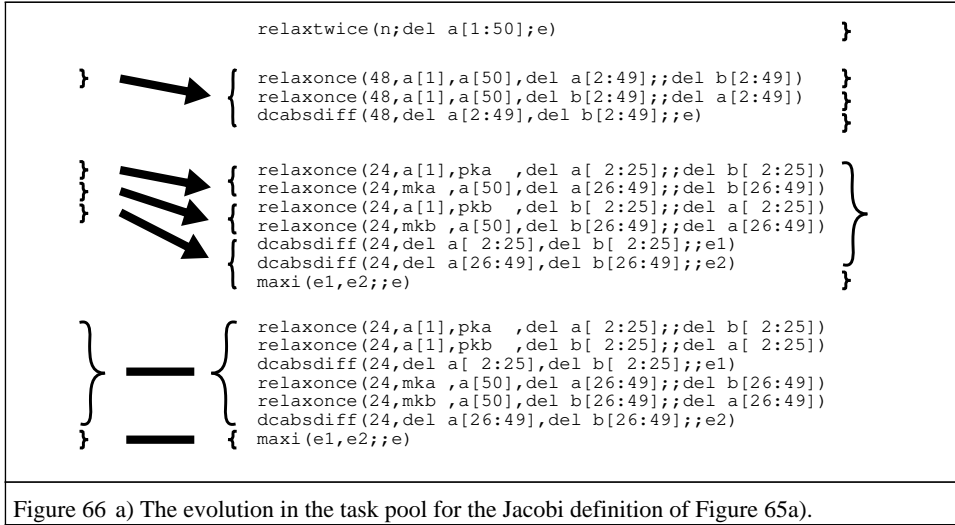 relaxtwice(n;del a[1:50];e) }
} { relaxonce(48,a[1],a[50],del a[2:49];;del b[2:49]) }
relaxonce(48,a[1],a[50],del b[2:49];;del a[2:49]) }
dcabsdiff(48,del a[2:49],del b[2:49];;e) }
} { relaxonce(24,a[1],pka  ,del a[ 2:25];;del b[ 2:25]) }
} relaxonce(24,mka ,a[50],del a[26:49];;del b[26:49])
} { relaxonce(24,a[1],pkb  ,del b[ 2:25];;del a[ 2:25])
relaxonce(24,mkb ,a[50],del b[26:49];;del a[26:49])
{ dcabsdiff(24,del a[ 2:25],del b[ 2:25];;e1)
dcabsdiff(24,del a[26:49],del b[26:49];;e2)
maxi(e1,e2;;e) }
} { relaxonce(24,a[1],pka  ,del a[ 2:25];;del b[ 2:25])
relaxonce(24,a[1],pkb  ,del b[ 2:25];;del a[ 2:25])
dcabsdiff(24,del a[ 2:25],del b[ 2:25];;e1)
relaxonce(24,mka ,a[50],del a[26:49];;del b[26:49])
relaxonce(24,mkb ,a[50],del b[26:49];;del a[26:49])
dcabsdiff(24,del a[26:49],del b[26:49];;e2)
} { maxi(e1,e2;;e)
Figure 66 a) The evolution in the task pool for the Jacobi definition of Figure 65a).